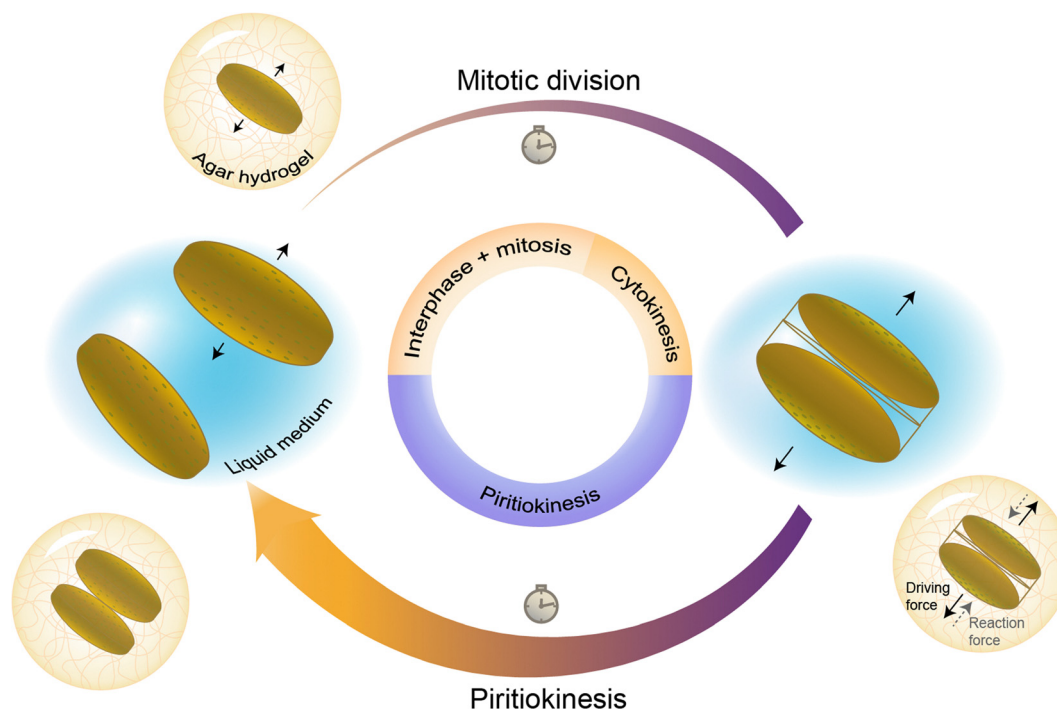 Mitotic division
Agar hydrogel
Interphase + mitosis
Cytokinesis
Liquid medium
Piritiokinesis
Driving
force
Reaction
force
Piritiokinesis